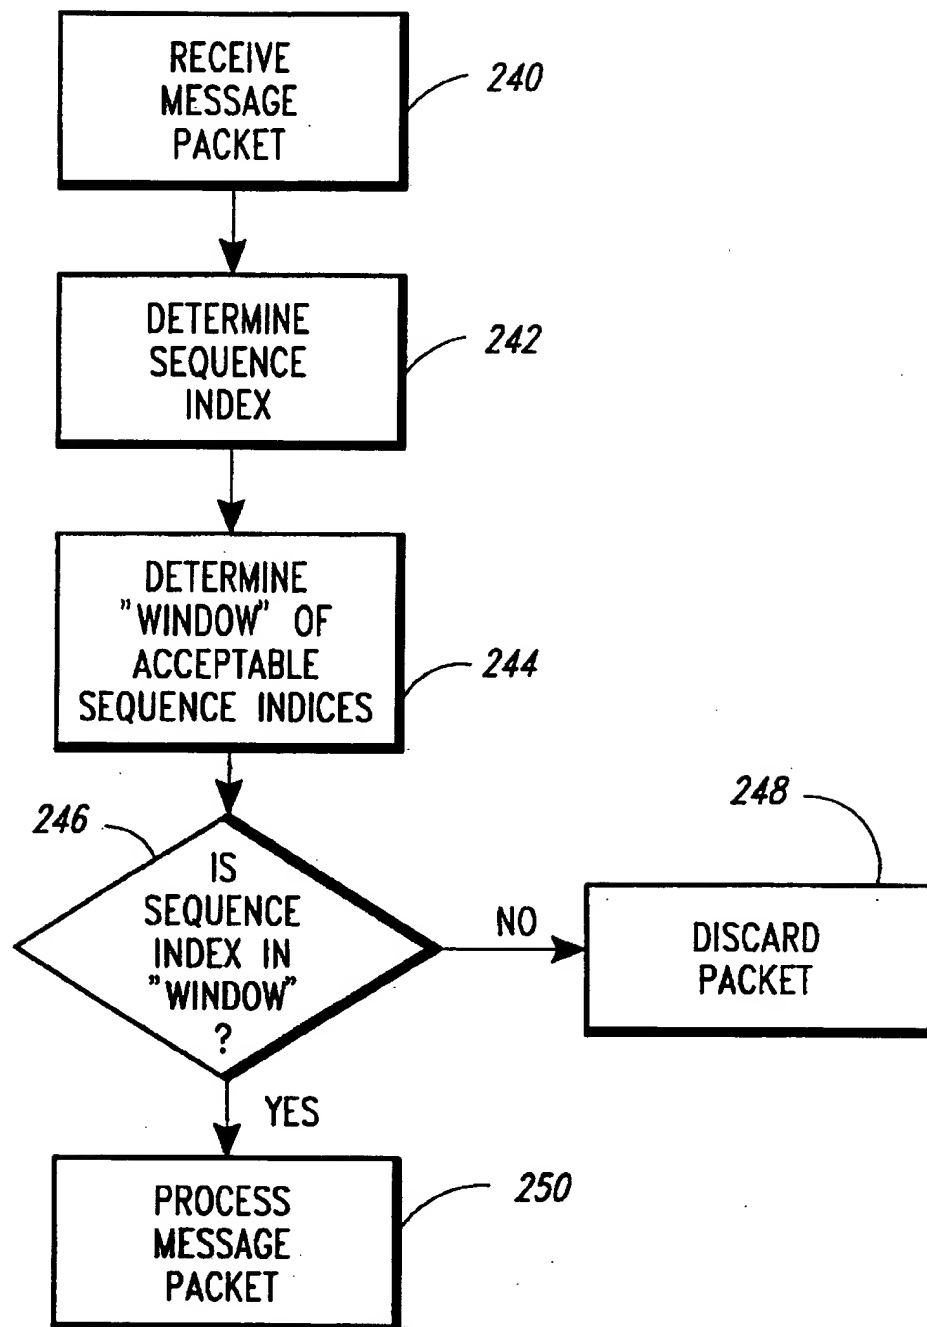 RECEIVE
MESSAGE
PACKET
240
DETERMINE
SEQUENCE
INDEX
242
DETERMINE
"WINDOW" OF
ACCEPTABLE
SEQUENCE INDICES
244
246
IS
SEQUENCE
INDEX IN
"WINDOW"
?
NO
248
DISCARD
PACKET
YES
PROCESS
MESSAGE
PACKET
250